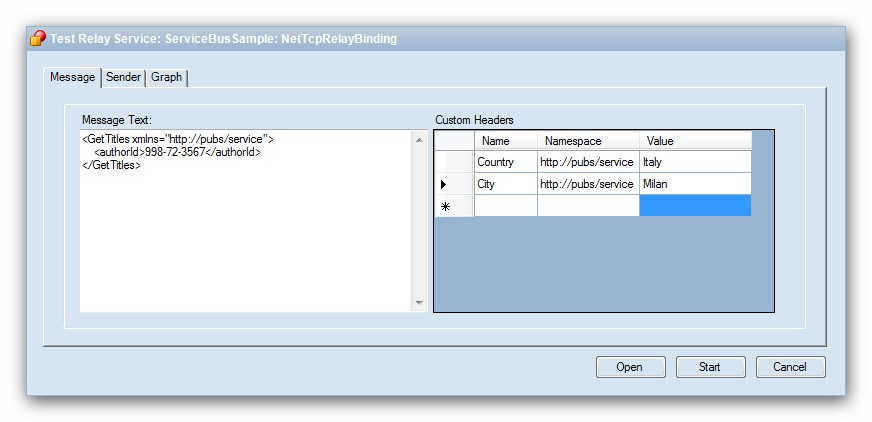 Test Relay Service: ServiceBusSample: NetTcpRelayBinding
Message Sender Graph
Message Text:
<GetTitles xmlns="http://pubs/service">
<authorId>998-72-3567</authorId>
</GetTitles>
Custom Headers
Name Namespace Value
Country http://pubs/service Italy
City http://pubs/service Milan
Open Start Cancel